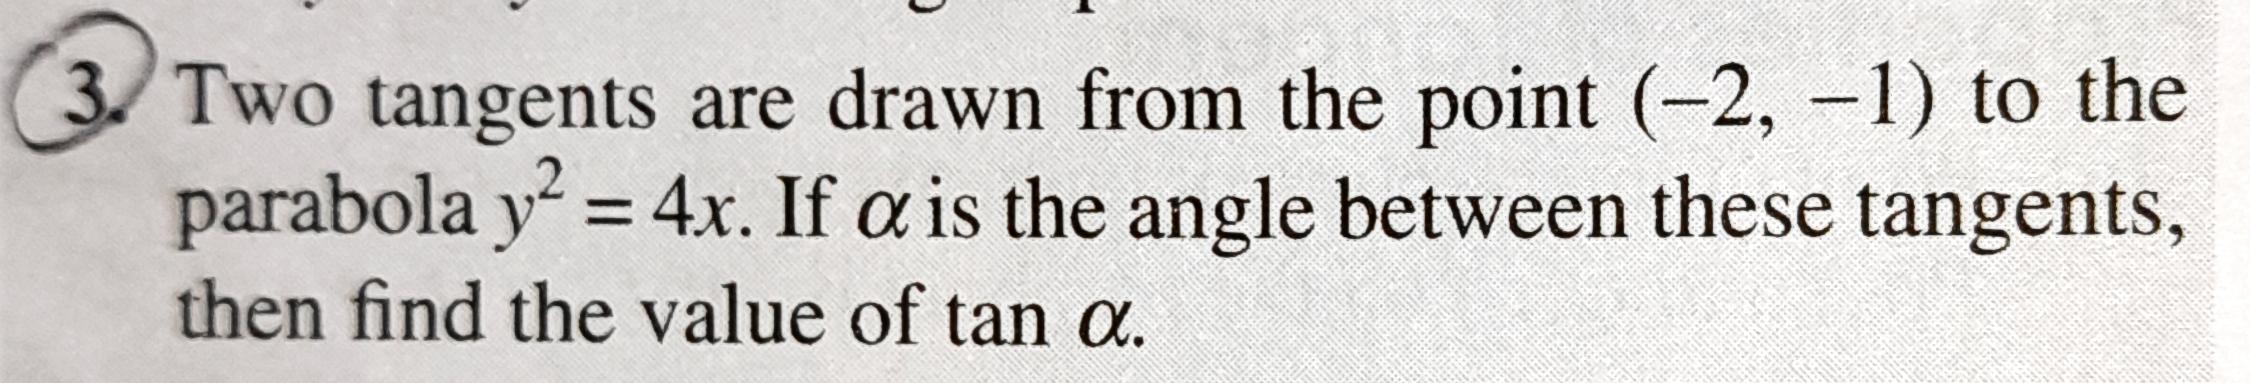 3. Two tangents are drawn from the point (–2, –1) to the
parabola y² = 4x. If α is the angle between these tangents,
then find the value of tan α.